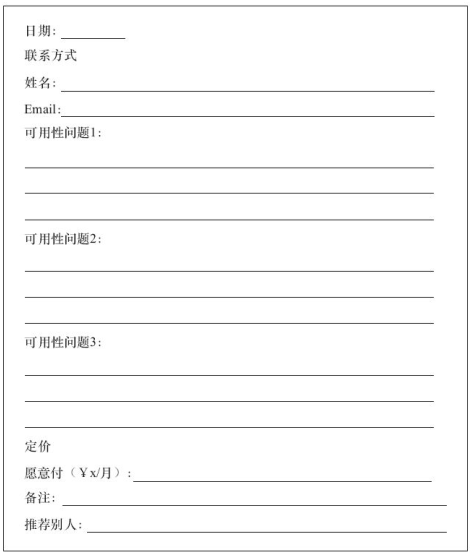 日期：
联系方式
姓名：
Email:
可用性问题1：
可用性问题2：
可用性问题3：
定价
愿意付（￥x/月）：
备注：
推荐别人：